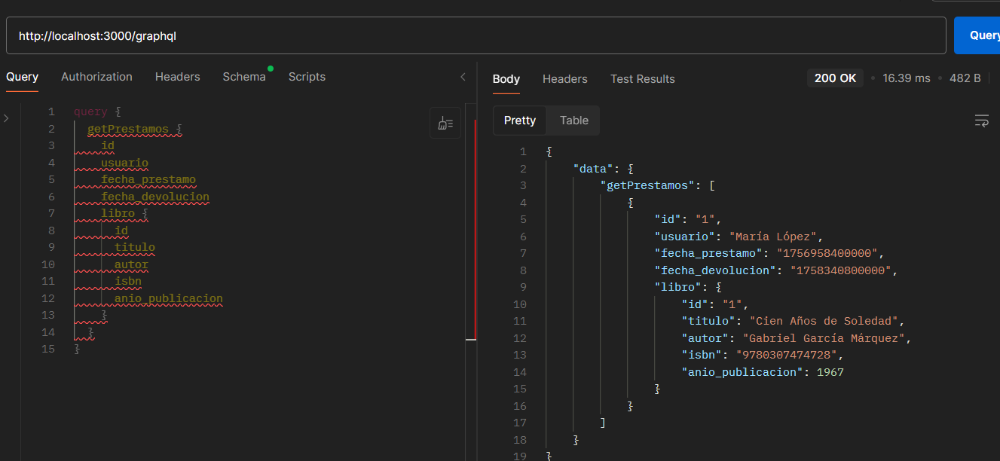 http://localhost:3000/graphql
Query
Query
Authorization
Headers
Schema
Scripts
1 query {
2 getPrestamos {
3 id
4 usuario
5 fecha_prestamo
6 fecha_devolucion
7 libro {
8 id
9 titulo
10 autor
11 isbn
12 anio_publicacion
13 }
14 }
15 }
Body
Headers
Test Results
200 OK • 16.39 ms • 482 B
Pretty
Table
1 {
2 "data": {
3 "getPrestamos": [
4 {
5 "id": "1",
6 "usuario": "María López",
7 "fecha_prestamo": "1756958400000",
8 "fecha_devolucion": "1758340800000",
9 "libro": {
10 "id": "1",
11 "titulo": "Cien Años de Soledad",
12 "autor": "Gabriel García Márquez",
13 "isbn": "9780307474728",
14 "anio_publicacion": 1967
15 }
16 }
17 ]
18 }
19 }